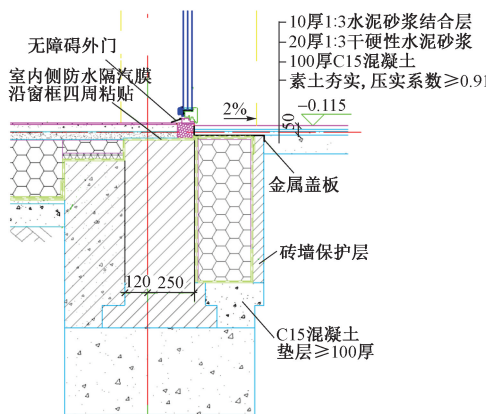 10厚1:3水泥砂浆结合层
20厚1:3干硬性水泥砂浆
100厚C15混凝土
素土夯实,压实系数≥0.91
无障碍外门
室内侧防水隔汽膜
沿窗框四周粘贴
2%
-0.115
50
金属盖板
砖墙保护层
120 250
C15混凝土
垫层≥100厚